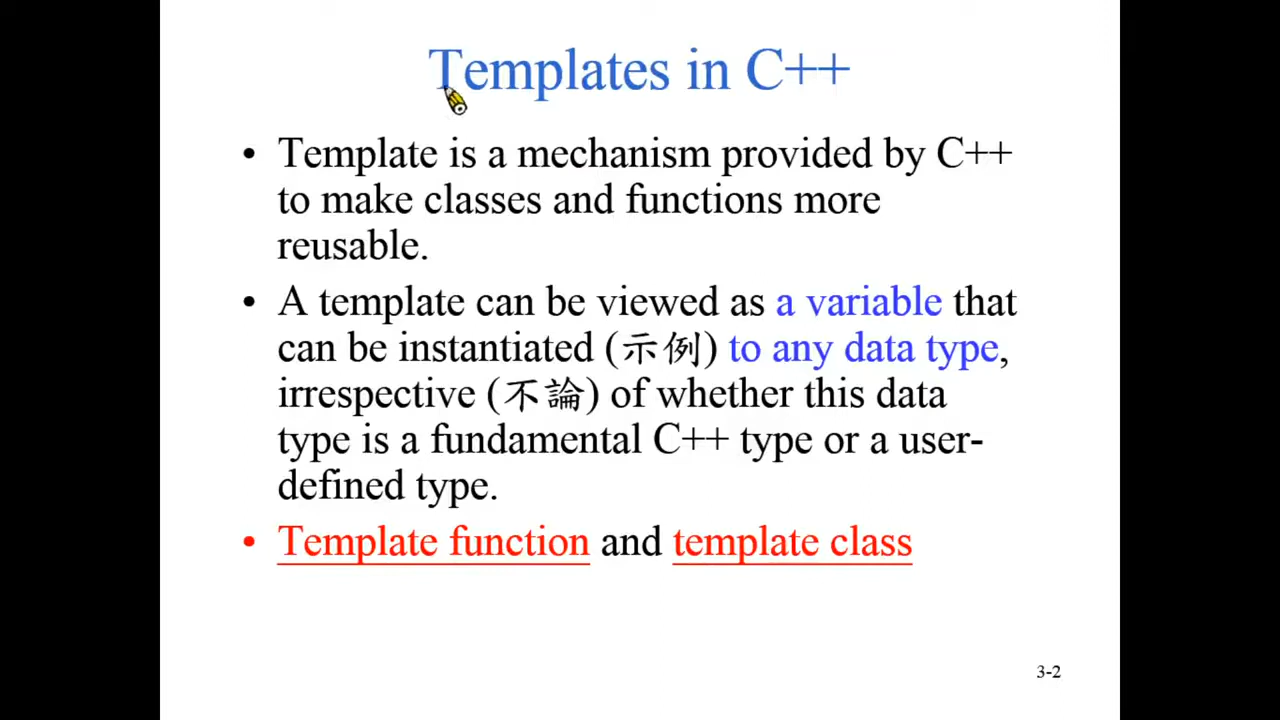 Templates in C++
• Template is a mechanism provided by C++
to make classes and functions more
reusable.
• A template can be viewed as a variable that
can be instantiated (示例) to any data type,
irrespective (不論) of whether this data
type is a fundamental C++ type or a user-
defined type.
• Template function and template class
3-2